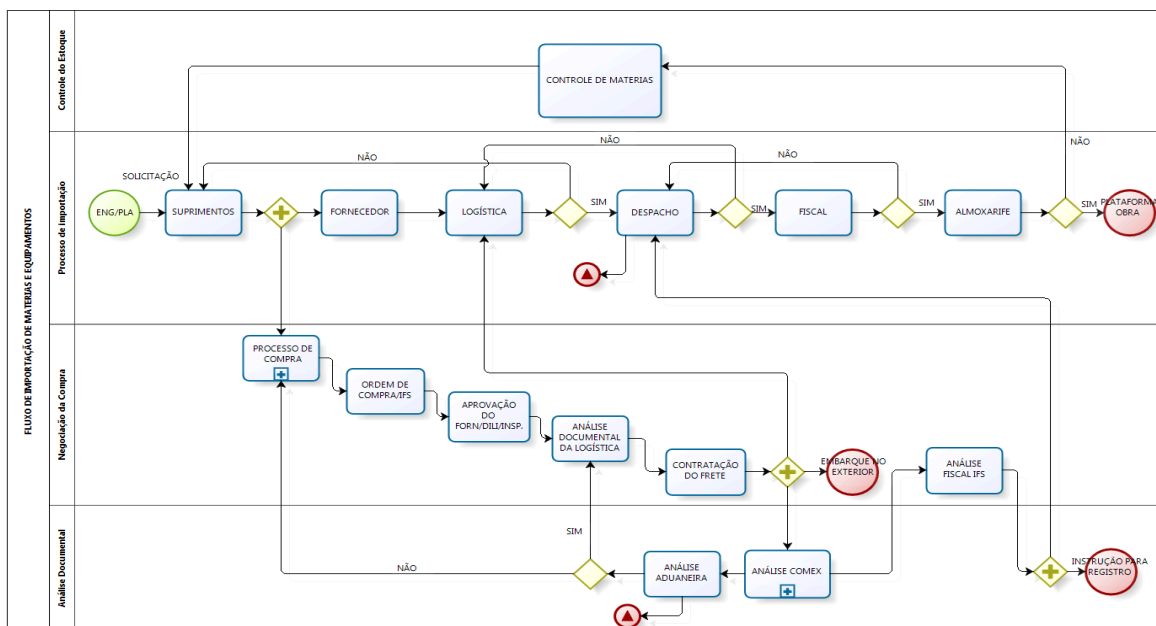 FLUXO DE IMPORTAÇÃO DE MATERIAS E EQUIPAMENTOS
Controle do Estoque
CONTROLE DE MATERIAS
Processo de Importação
SOLICITAÇÃO
NÃO
NÃO
NÃO
NÃO
ENG/PLA
SUPRIMENTOS
FORNECEDOR
LOGÍSTICA
SIM
DESPACHO
SIM
FISCAL
SIM
ALMOXARIFE
SIM
PLATAFORMA
OBRA
Negociação da Compra
PROCESSO DE
COMPRA
ORDEM DE
COMPRA/IFS
APROVAÇÃO
DO
FORN/DILI/INSP.
ANÁLISE
DOCUMENTAL
DA LOGÍSTICA
CONTRATAÇÃO
DO FRETE
EMBARQUE NO
EXTERIOR
ANÁLISE
FISCAL IFS
Análise Documental
SIM
NÃO
ANÁLISE
ADUANEIRA
ANÁLISE COMEX
INSTRUÇÃO PARA
REGISTRO